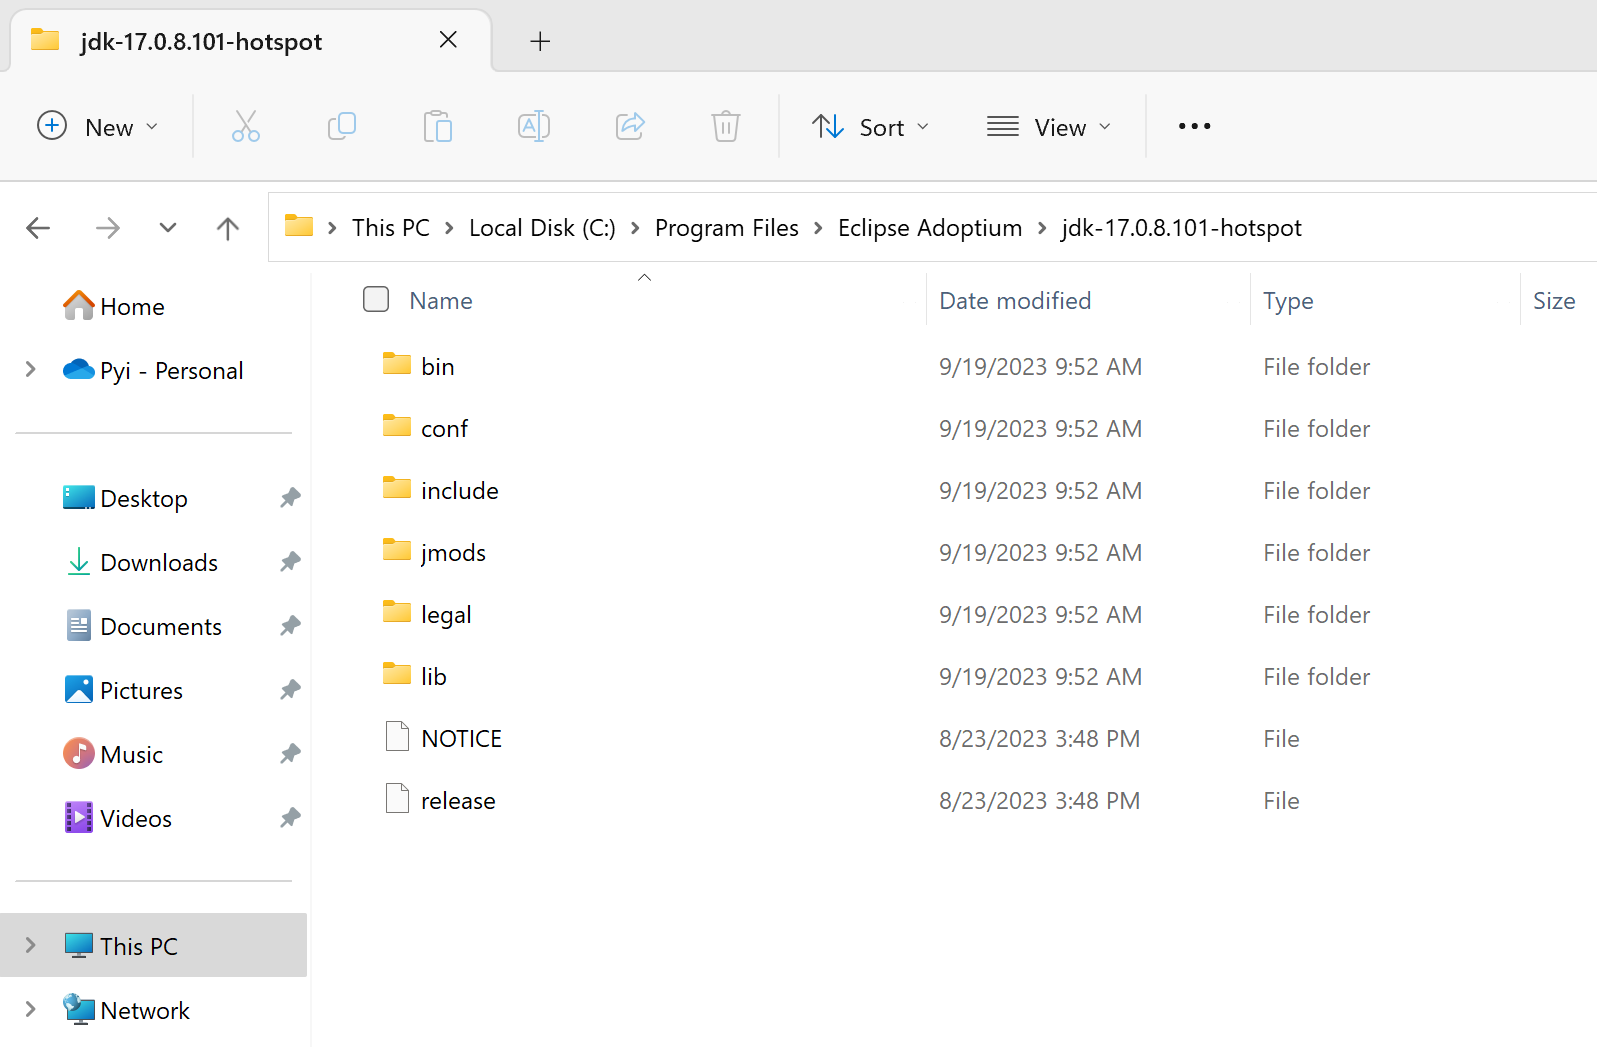 jdk-17.0.8.101-hotspot
New Sort View
This PC Local Disk (C:) Program Files Eclipse Adoptium jdk-17.0.8.101-hotspot
Home
Pyi - Personal
Desktop
Downloads
Documents
Pictures
Music
Videos
This PC
Network
Name Date modified Type Size
bin 9/19/2023 9:52 AM File folder
conf 9/19/2023 9:52 AM File folder
include 9/19/2023 9:52 AM File folder
jmods 9/19/2023 9:52 AM File folder
legal 9/19/2023 9:52 AM File folder
lib 9/19/2023 9:52 AM File folder
NOTICE 8/23/2023 3:48 PM File
release 8/23/2023 3:48 PM File